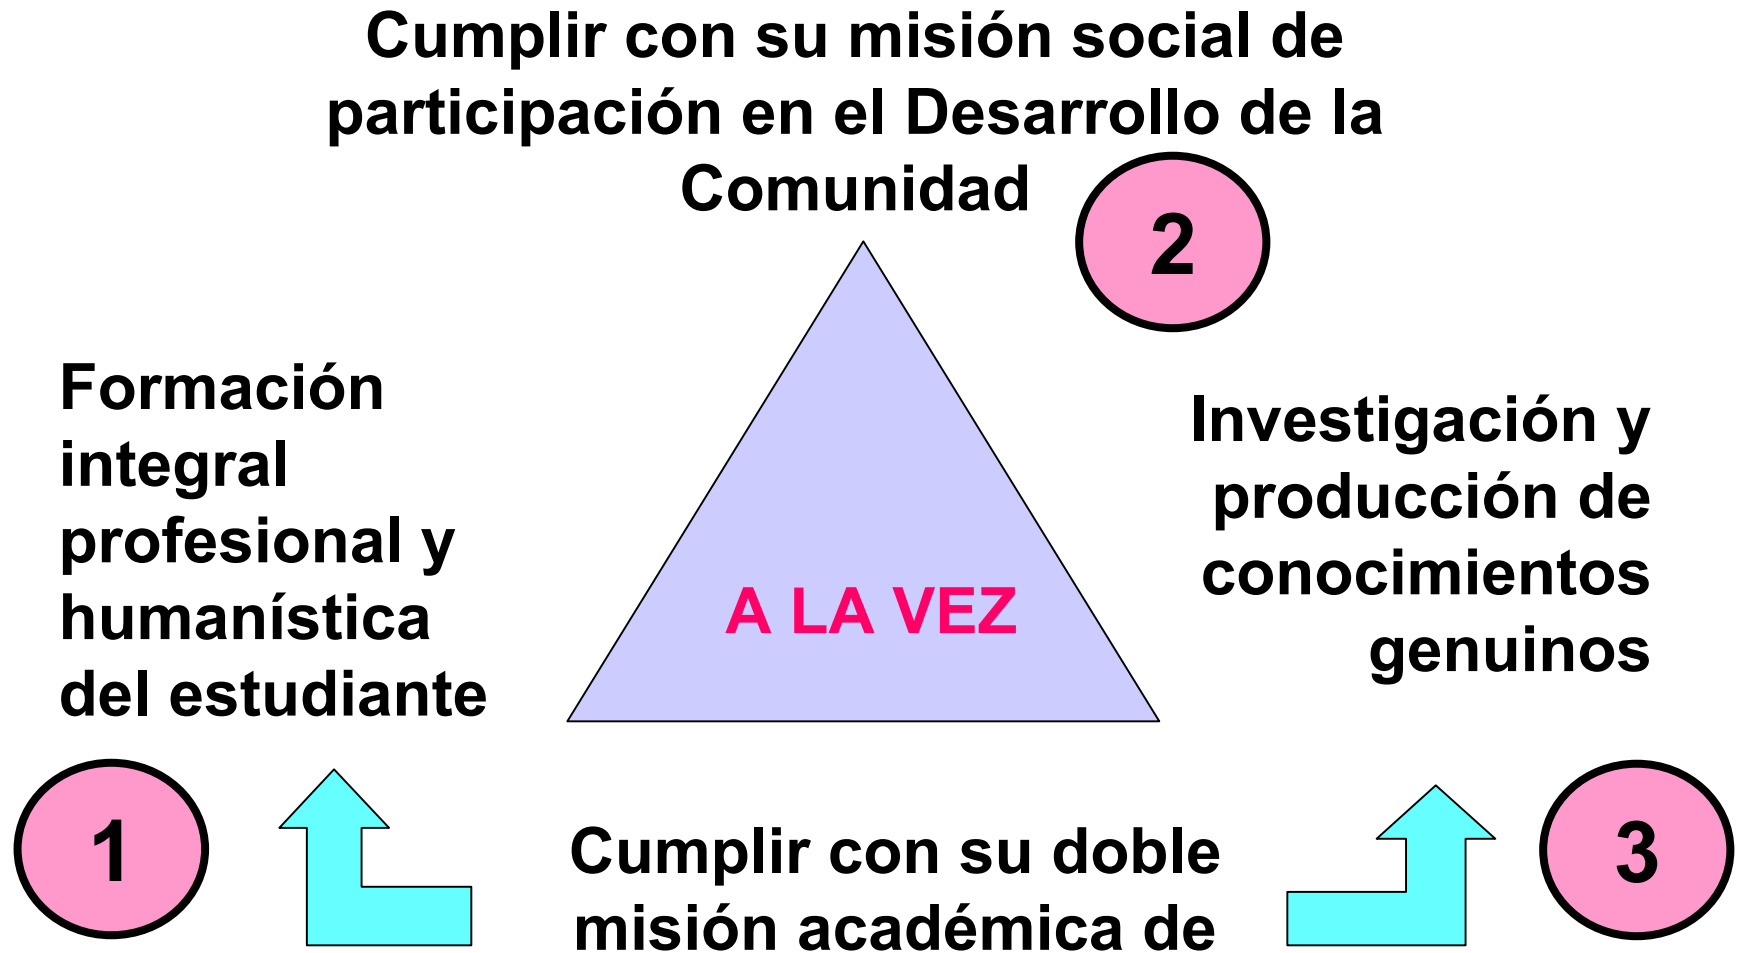 Cumplir con su misión social de
participación en el Desarrollo de la
Comunidad
2
Formación
integral
profesional y
humanística
del estudiante
Investigación y
producción de
conocimientos
genuinos
A LA VEZ
1
Cumplir con su doble
misión académica de
3